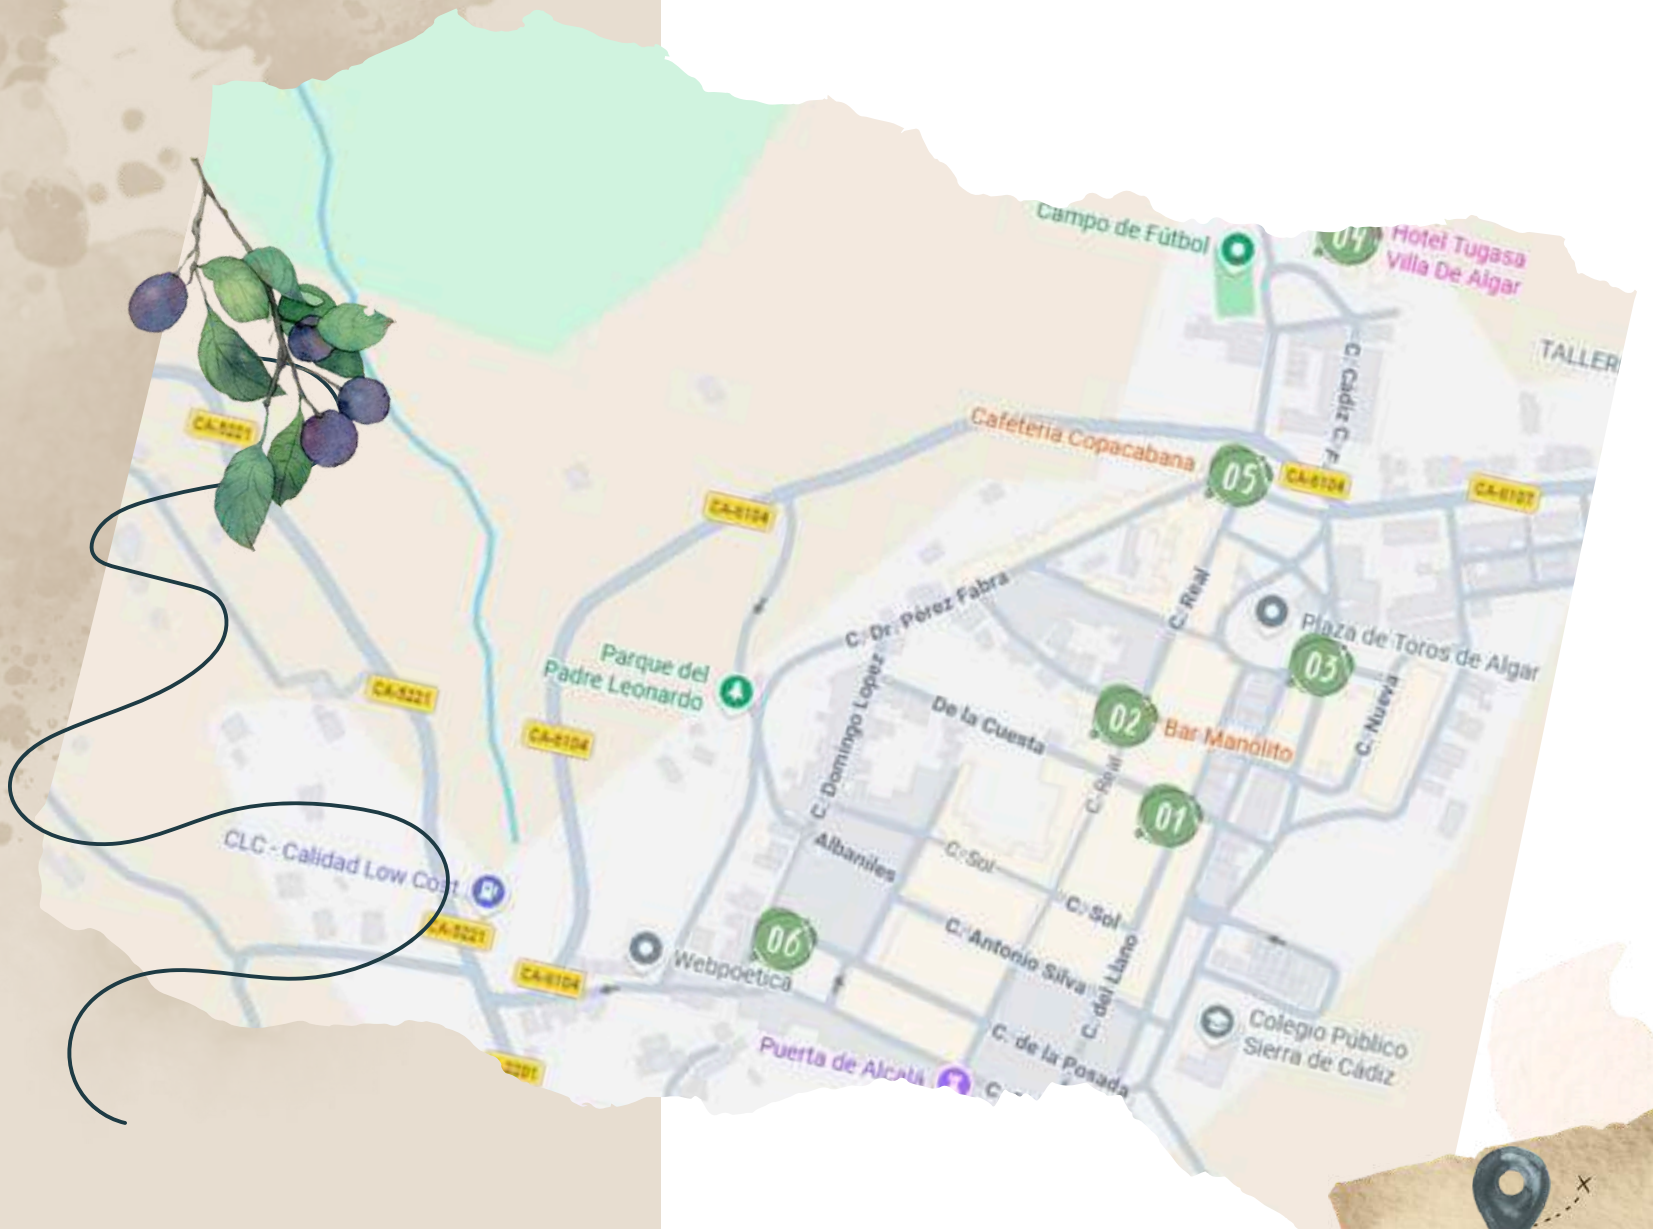 Campo de Fútbol
04
Hotel Tugasa
Villa De Algar
TALLER
C. Cádiz C. F.
Cafetería Copacabana
05
CA-6104
CA-6107
CA-5221
CA-6104
C. Dr. Pérez Fabra
C. Real
Plaza de Toros de Algar
03
Parque del
Padre Leonardo
CA-5221
C. Domingo Lopez
De la Cuesta
02
Bar Manolito
C. Nueva
CA-6104
C. Real
01
Albaniles
C. Sol
CLC - Calidad Low Cost
C. Sol
CA-5221
06
C. Antonio Silva
C. del Llano
Webpoetica
CA-6104
Colegio Público
Sierra de Cádiz
C. de la Posada
Puerta de Alcalá